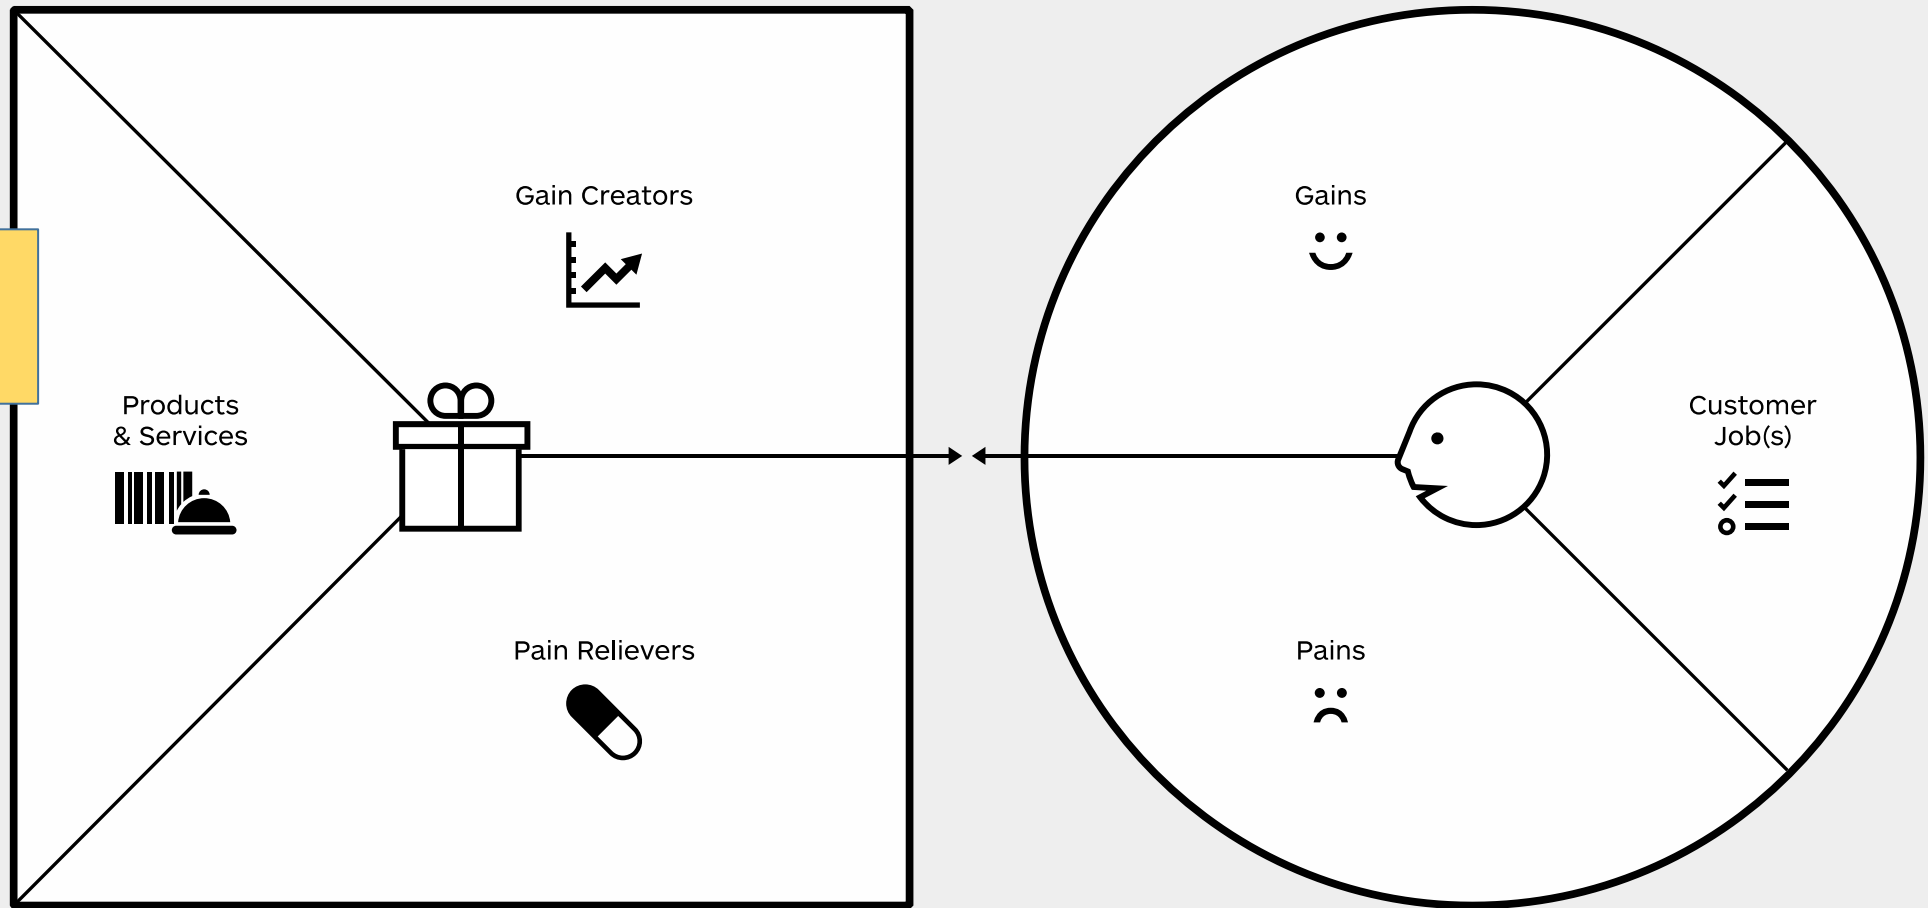 Gain Creators
Products
& Services
Pain Relievers
Gains
Customer
Job(s)
Pains